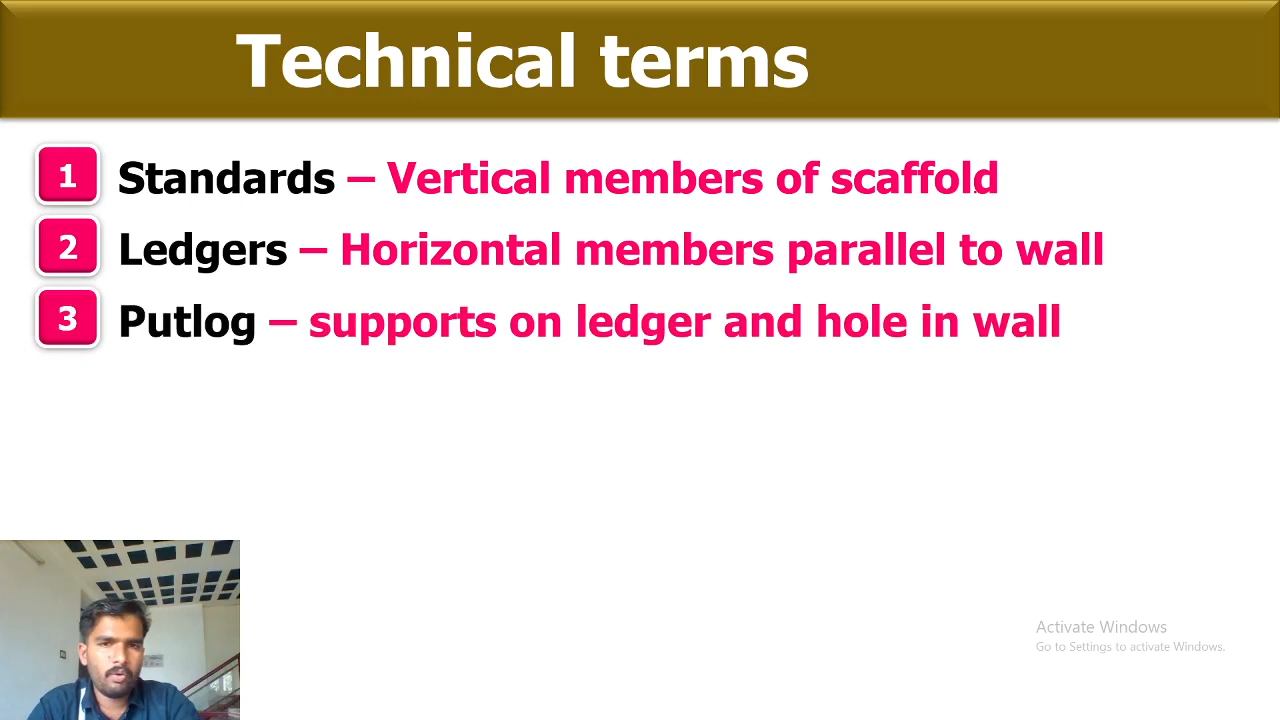 Technical terms
1 Standards – Vertical members of scaffold
2 Ledgers – Horizontal members parallel to wall
3 Putlog – supports on ledger and hole in wall
Activate Windows
Go to Settings to activate Windows.